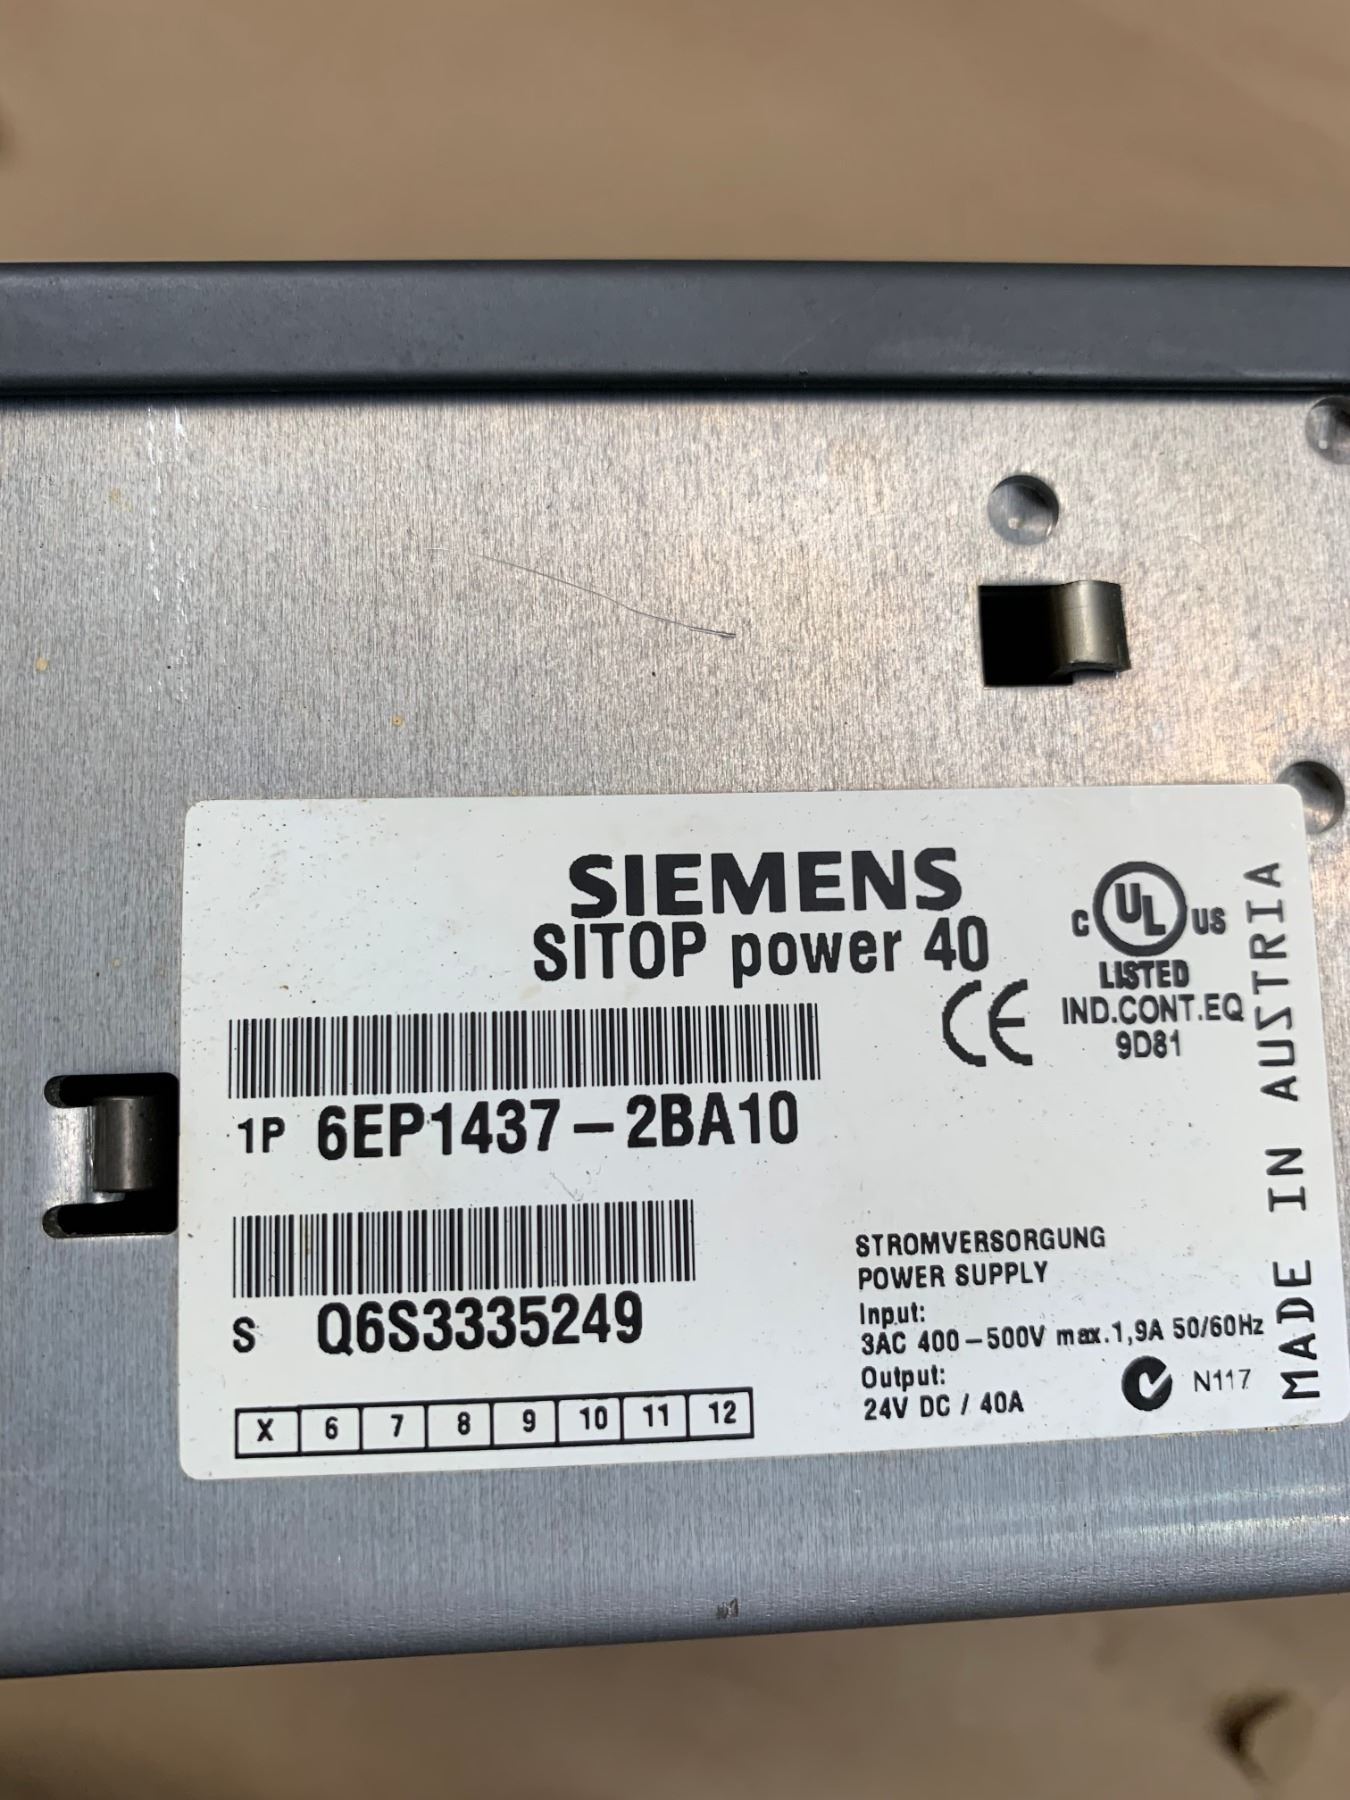 SIEMENS
SITOP power 40
C UL US
LISTED
IND.CONT.EQ
9D81
CE
1P 6EP1437-2BA10
S Q6S3335249
X 6 7 8 9 10 11 12
STROMVERSORGUNG
POWER SUPPLY
Input:
3AC 400-500V max.1,9A 50/60Hz
Output:
24V DC / 40A
N117
MADE IN AUSTRIA